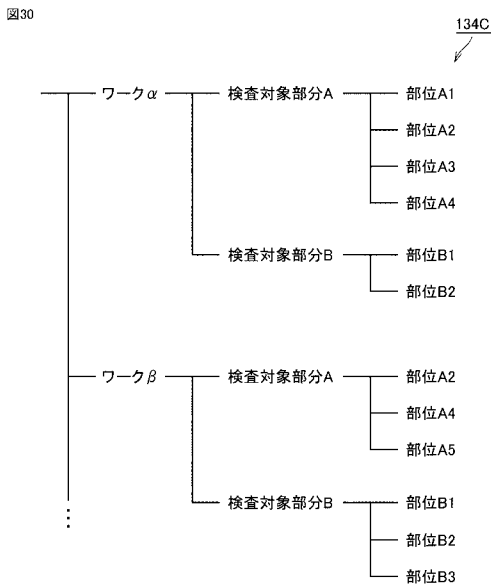 図30
134C
ワークα 検査対象部分A 部位A1
部位A2
部位A3
部位A4
検査対象部分B 部位B1
部位B2
ワークβ 検査対象部分A 部位A2
部位A4
部位A5
検査対象部分B 部位B1
部位B2
部位B3